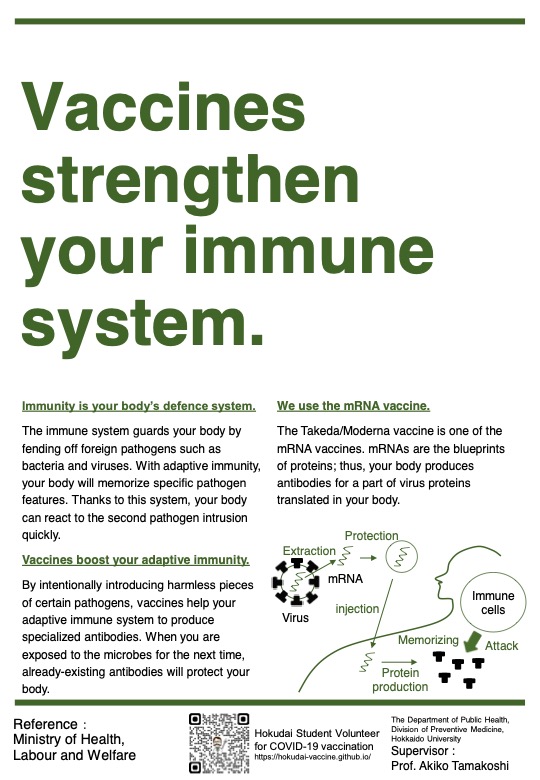 Vaccines
strengthen
your immune
system.
Immunity is your body's defence system.
The immune system guards your body by
fending off foreign pathogens such as
bacteria and viruses. With adaptive immunity,
your body will memorize specific pathogen
features. Thanks to this system, your body
can react to the second pathogen intrusion
quickly.
Vaccines boost your adaptive immunity.
By intentionally introducing harmless pieces
of certain pathogens, vaccines help your
adaptive immune system to produce
specialized antibodies. When you are
exposed to the microbes for the next time,
already-existing antibodies will protect your
body.
We use the mRNA vaccine.
The Takeda/Moderna vaccine is one of the
mRNA vaccines. mRNAs are the blueprints
of proteins; thus, your body produces
antibodies for a part of virus proteins
translated in your body.
Protection
Extraction
mRNA
Virus
injection
Immune
cells
Memorizing
Attack
Protein
production
Reference :
Ministry of Health,
Labour and Welfare
Hokudai Student Volunteer
for COVID-19 vaccination
https://hokudai-vaccine.github.io/
The Department of Public Health,
Division of Preventive Medicine,
Hokkaido University
Supervisor :
Prof. Akiko Tamakoshi